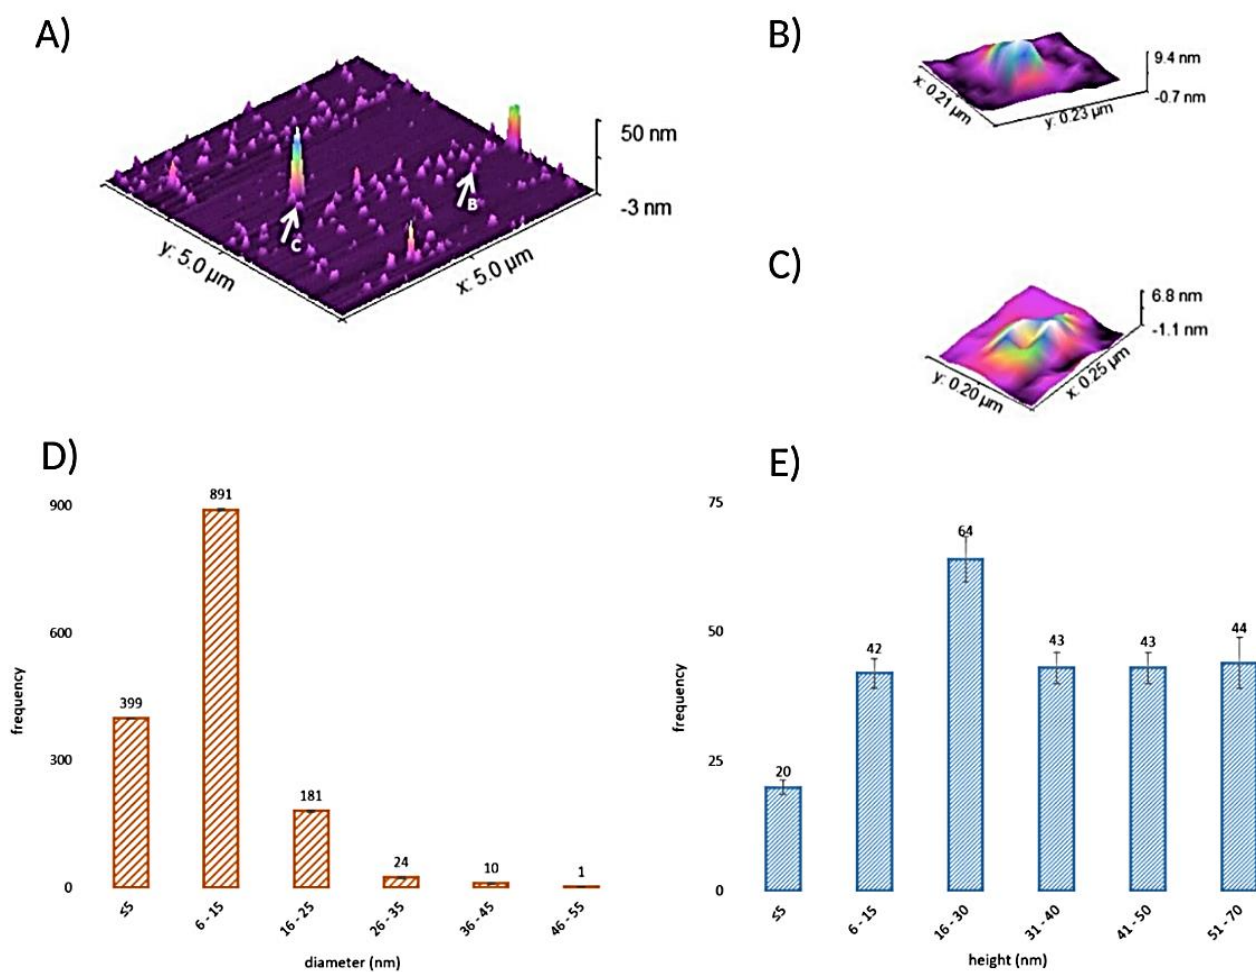 A)
50 nm
-3 nm
C
B
y: 5.0 µm
x: 5.0 µm
B)
9.4 nm
-0.7 nm
x: 0.21 µm
y: 0.23 µm
C)
6.8 nm
-1.1 nm
y: 0.20 µm
x: 0.25 µm
D)
900
600
300
0
frequency
399
891
181
24
10
1
≤5
6 - 15
16 - 25
26 - 35
36 - 45
46 - 55
diameter (nm)
E)
75
50
25
0
frequency
20
42
64
43
43
44
≤5
6 - 15
16 - 30
31 - 40
41 - 50
51 - 70
height (nm)